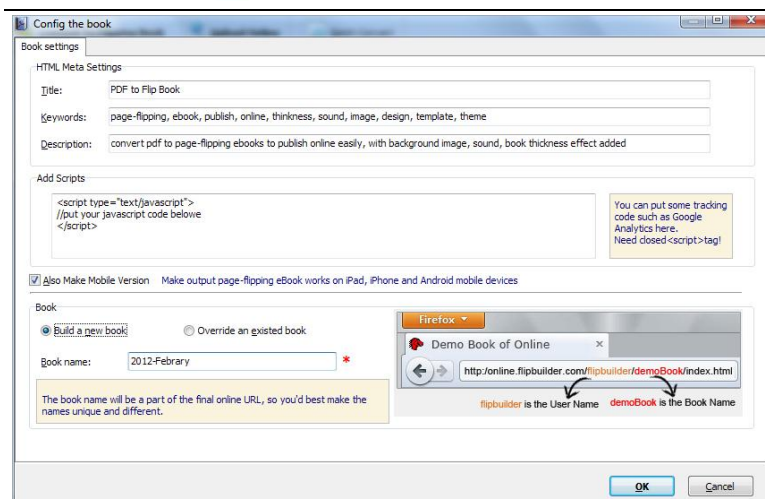 Config the book
Book settings
HTML Meta Settings
Title: PDF to Flip Book
Keywords: page-flipping, ebook, publish, online, thinkness, sound, image, design, template, theme
Description: convert pdf to page-flipping ebooks to publish online easily, with background image, sound, book thickness effect added
Add Scripts
<script type="text/javascript">
//put your javascript code belowe
</script>
You can put some tracking
code such as Google
Analytics here.
Need closed<script>tag!
Also Make Mobile Version Make output page-flipping eBook works on iPad, iPhone and Android mobile devices
Book
Build a new book Override an existed book
Book name: 2012-Febrary *
The book name will be a part of the final online URL, so you'd best make the
names unique and different.
Firefox
Demo Book of Online
http:/online.flipbuilder.com/flipbuilder/demoBook/index.html
flipbuilder is the User Name demoBook is the Book Name
OK Cancel